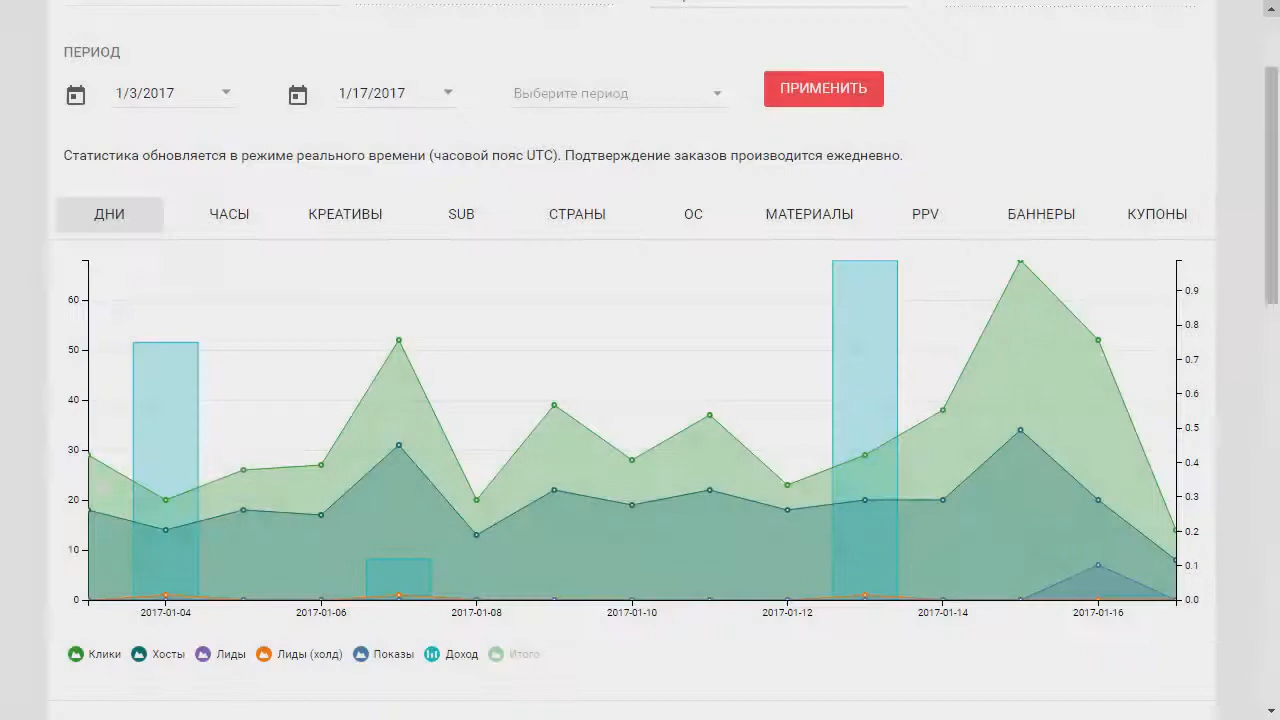 ПЕРИОД
1/3/2017 1/17/2017 Выберите период ПРИМЕНИТЬ
Статистика обновляется в режиме реального времени (часовой пояс UTC). Подтверждение заказов производится ежедневно.
ДНИ ЧАСЫ КРЕАТИВЫ SUB СТРАНЫ ОС МАТЕРИАЛЫ PPV БАННЕРЫ КУПОНЫ
60
50
40
30
20
10
0
0.9
0.8
0.7
0.6
0.5
0.4
0.3
0.2
0.1
0.0
2017-01-04 2017-01-06 2017-01-08 2017-01-10 2017-01-12 2017-01-14 2017-01-16
Клики Хосты Лиды Лиды (холд) Показы Доход Итого